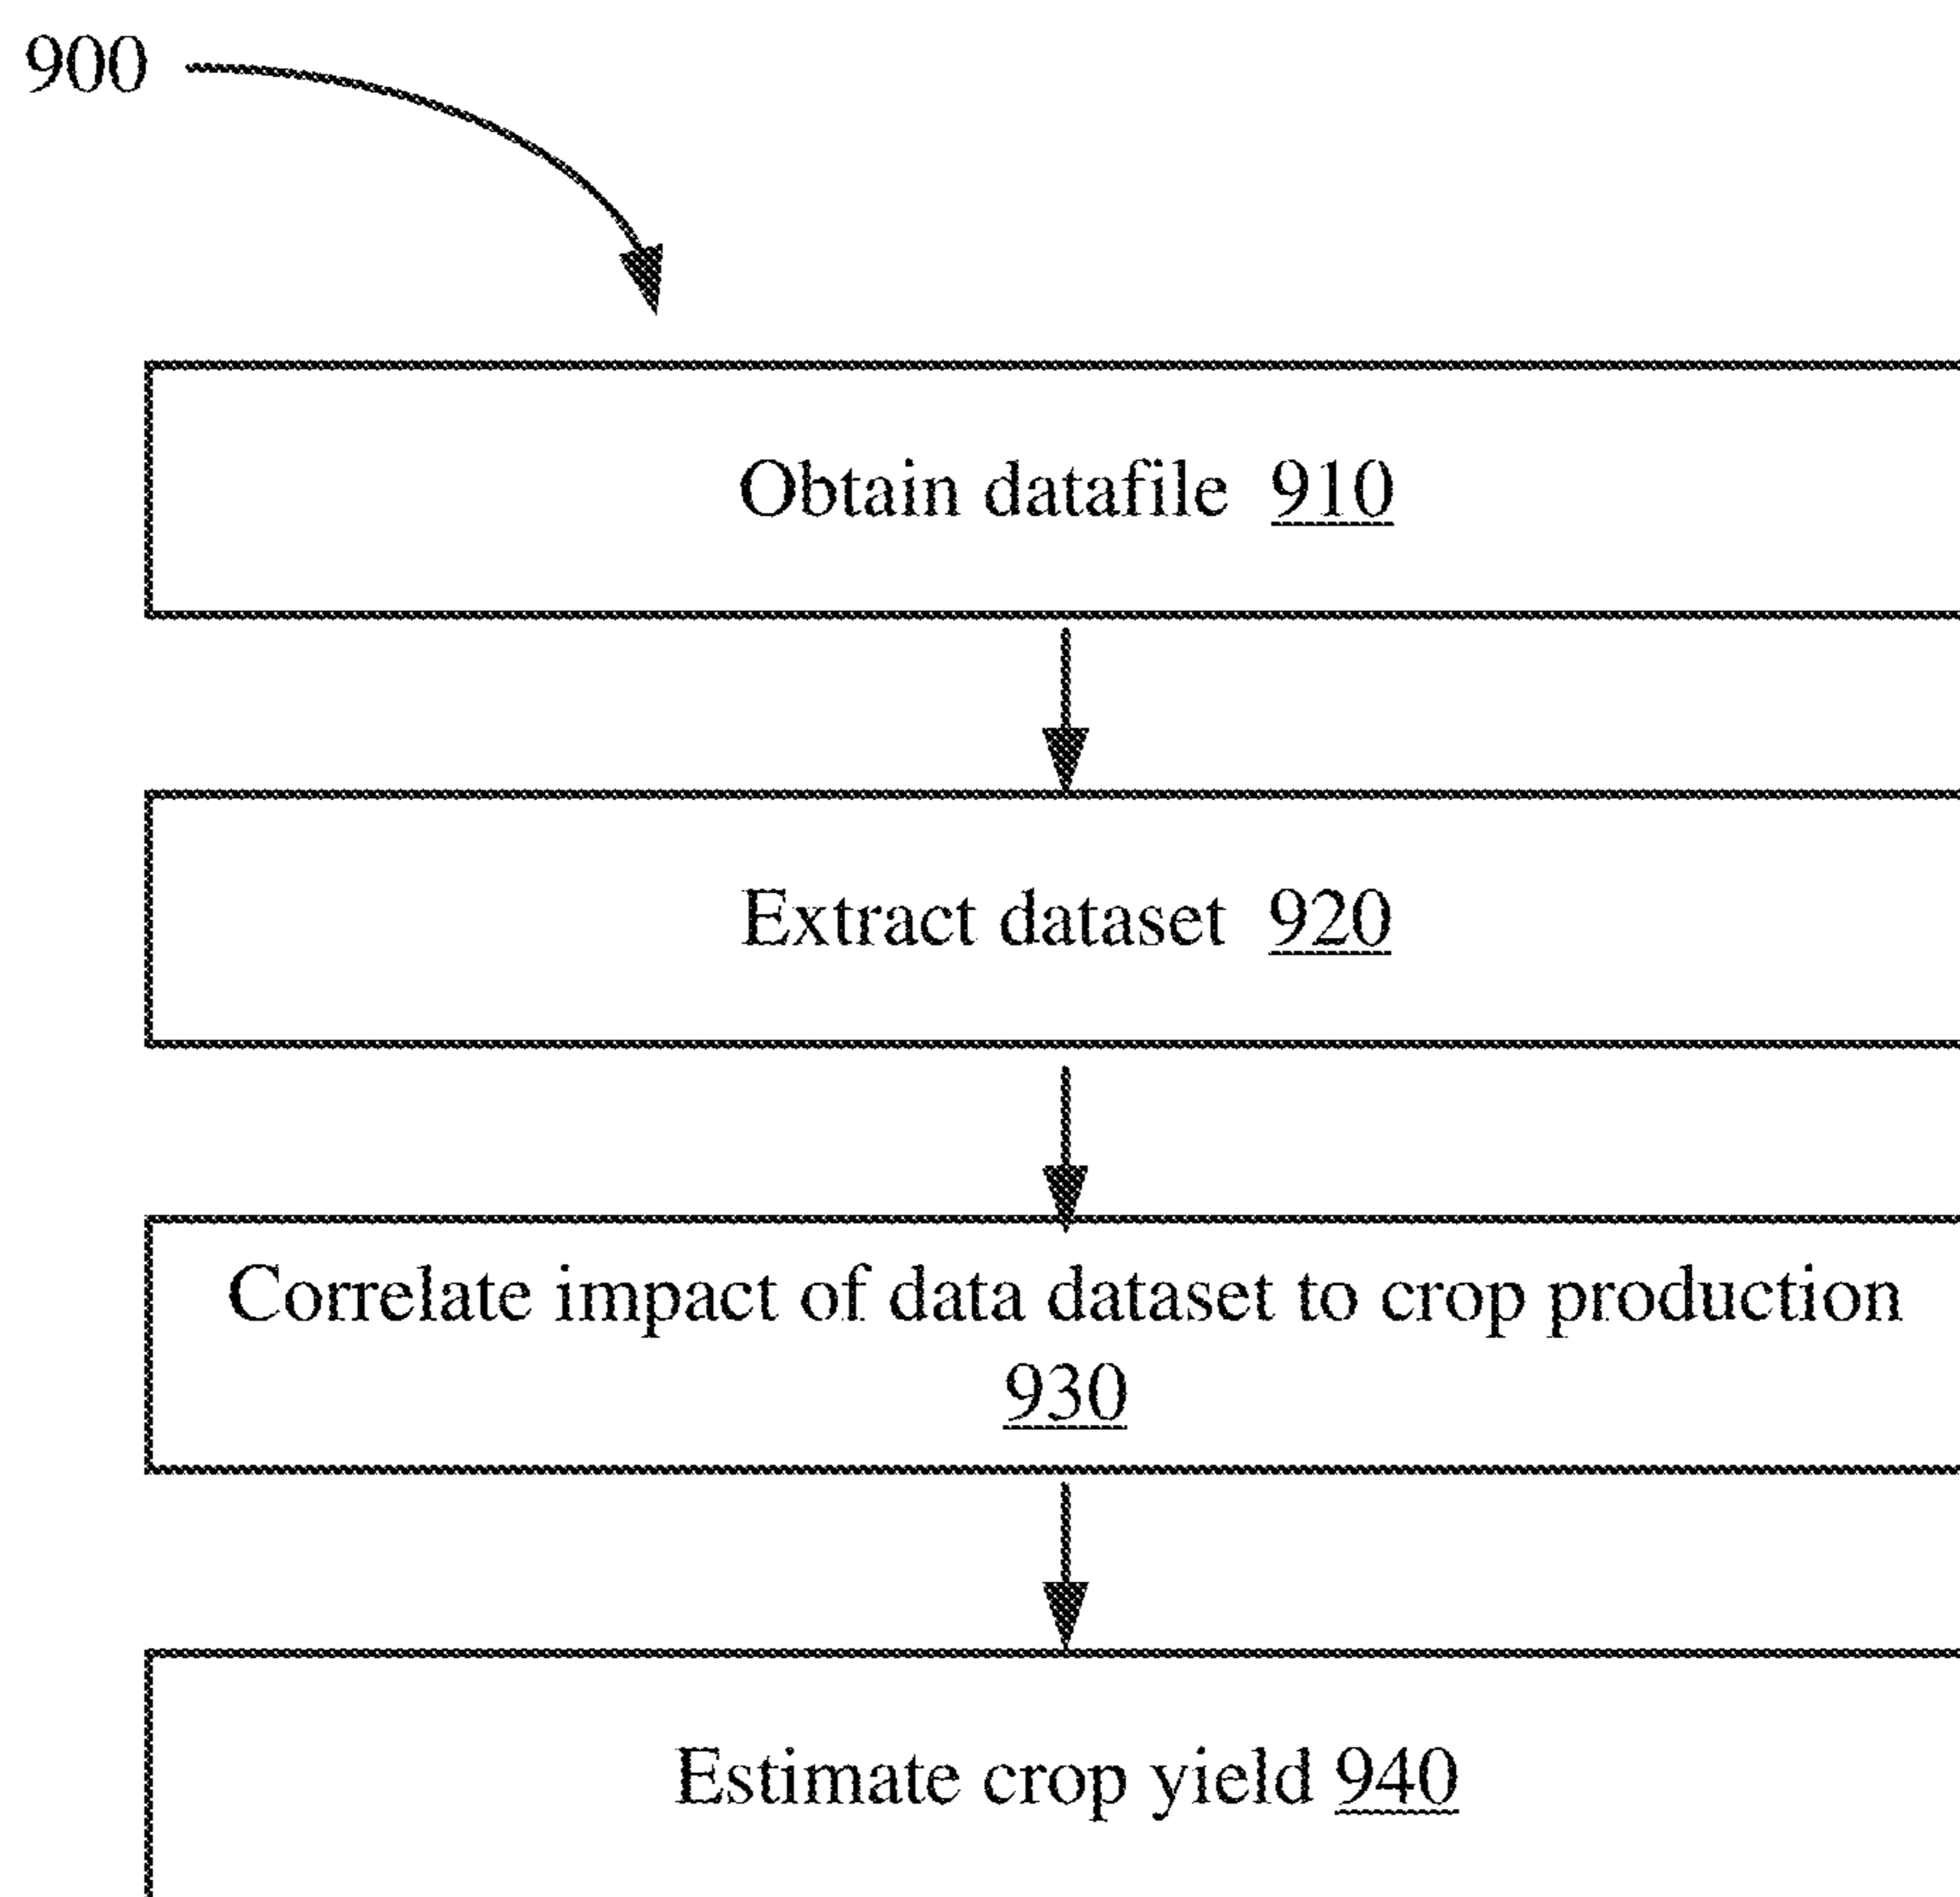 900
Obtain datafile 910
Extract dataset 920
Correlate impact of data dataset to crop production
930
Estimate crop yield 940